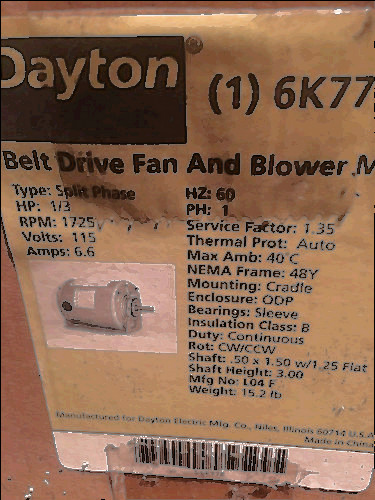 Dayton®
(1) 6K77
Belt Drive Fan And Blower M
Type: Split Phase
HP: 1/3
RPM: 1725
Volts: 115
Amps: 6.6
HZ: 60
PH: 1
Service Factor: 1.35
Thermal Prot: Auto
Max Amb: 40°C
NEMA Frame: 48Y
Mounting: Cradle
Enclosure: ODP
Bearings: Sleeve
Insulation Class: B
Duty: Continuous
Rot: CW/CCW
Shaft: .50 x 1.50 w/1.25 Flat
Shaft Height: 3.00
Mfg No: L04 F
Weight: 15.2 lb
Manufactured for Dayton Electric Mfg. Co., Niles, Illinois 60714 U.S.A
Made in China